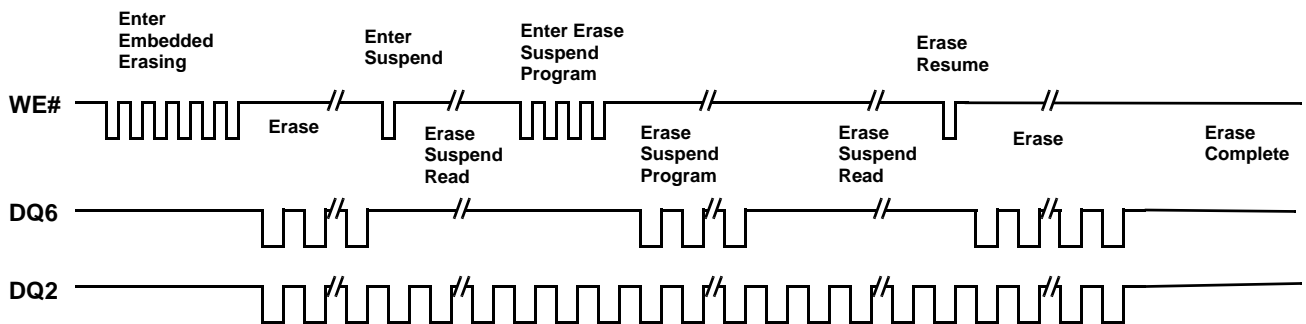 Enter
Embedded
Erasing
Enter
Suspend
Enter Erase
Suspend
Program
Erase
Resume
WE#
Erase
Erase
Suspend
Read
Erase
Suspend
Program
Erase
Suspend
Read
Erase
Erase
Complete
DQ6
DQ2